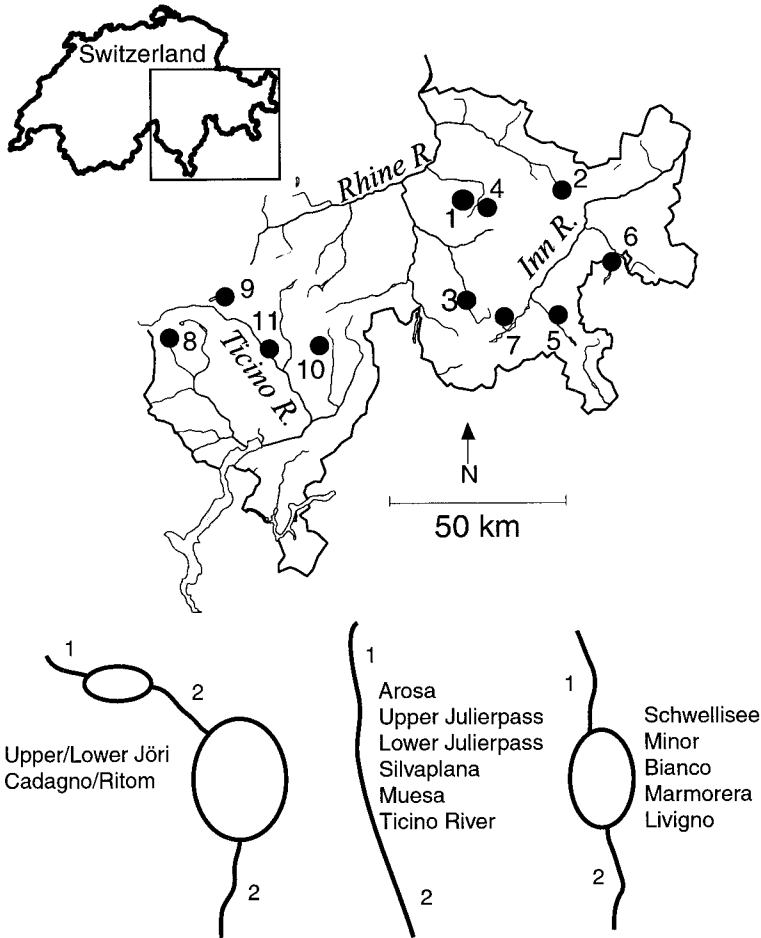 Switzerland
Rhine R.
2
4
1
Inn R.
6
9
3
11
7
5
8
Ticino R.
10
N
50 km
1
2
Upper/Lower Jöri
Cadagno/Ritom
2
1
Arosa
Upper Julierpass
Lower Julierpass
Silvaplana
Muesa
Ticino River
2
1
Schwellisee
Minor
Bianco
Marmorera
Livigno
2